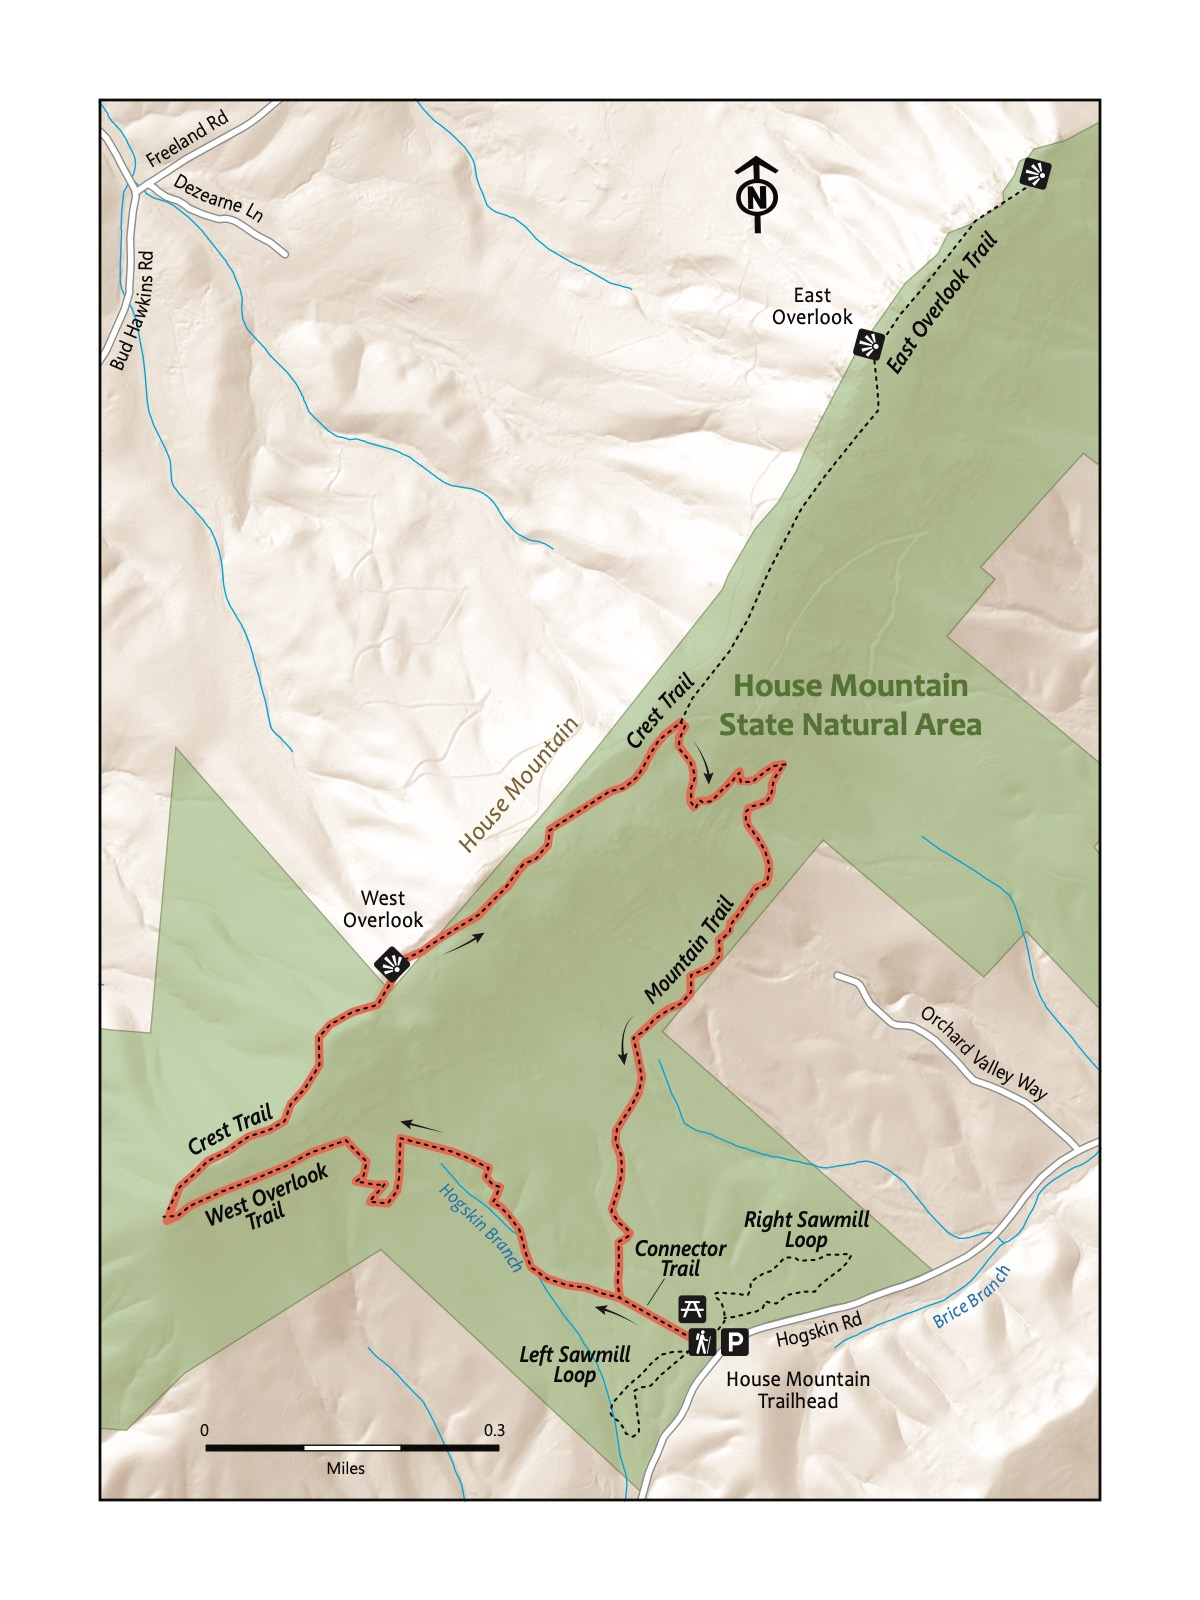 Freeland Rd
Dezearne Ln
Bud Hawkins Rd
N
East
Overlook
East Overlook Trail
House Mountain
State Natural Area
Crest Trail
House Mountain
West
Overlook
Mountain Trail
Orchard Valley Way
Crest Trail
West Overlook
Trail
Hogskin Branch
Right Sawmill
Loop
Connector
Trail
Brice Branch
Hogskin Rd
P
Left Sawmill
Loop
House Mountain
Trailhead
0
0.3
Miles